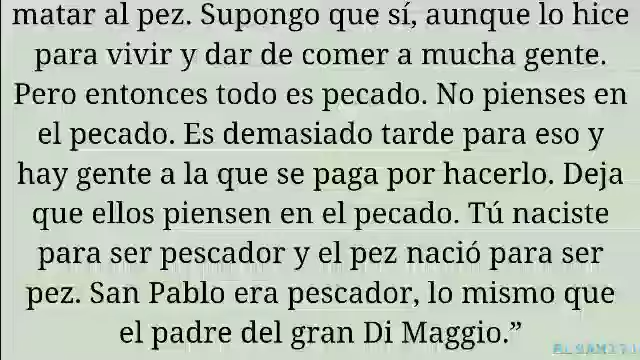 matar al pez. Supongo que sí, aunque lo hice
para vivir y dar de comer a mucha gente.
Pero entonces todo es pecado. No pienses en
el pecado. Es demasiado tarde para eso y
hay gente a la que se paga por hacerlo. Deja
que ellos piensen en el pecado. Tú naciste
para ser pescador y el pez nació para ser
pez. San Pablo era pescador, lo mismo que
el padre del gran Di Maggio.”